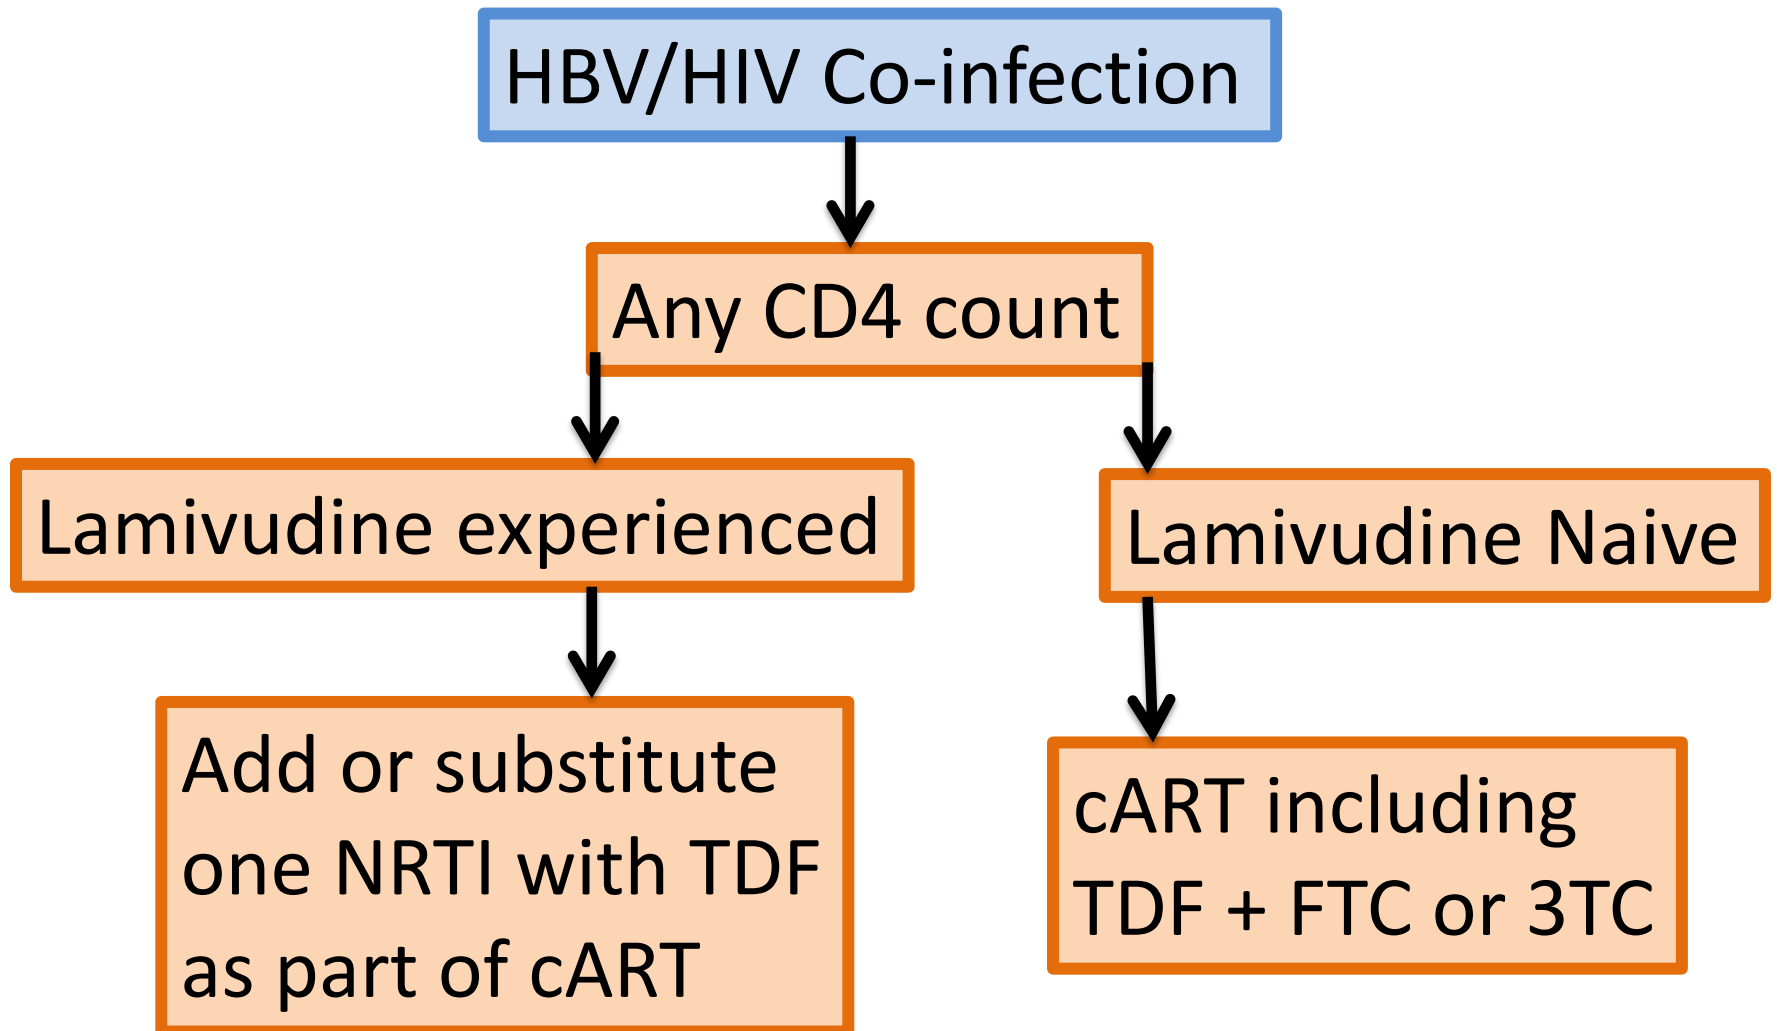 HBV/HIV Co-infection
Any CD4 count
Lamivudine experienced
Lamivudine Naive
Add or substitute
one NRTI with TDF
as part of cART
cART including
TDF + FTC or 3TC